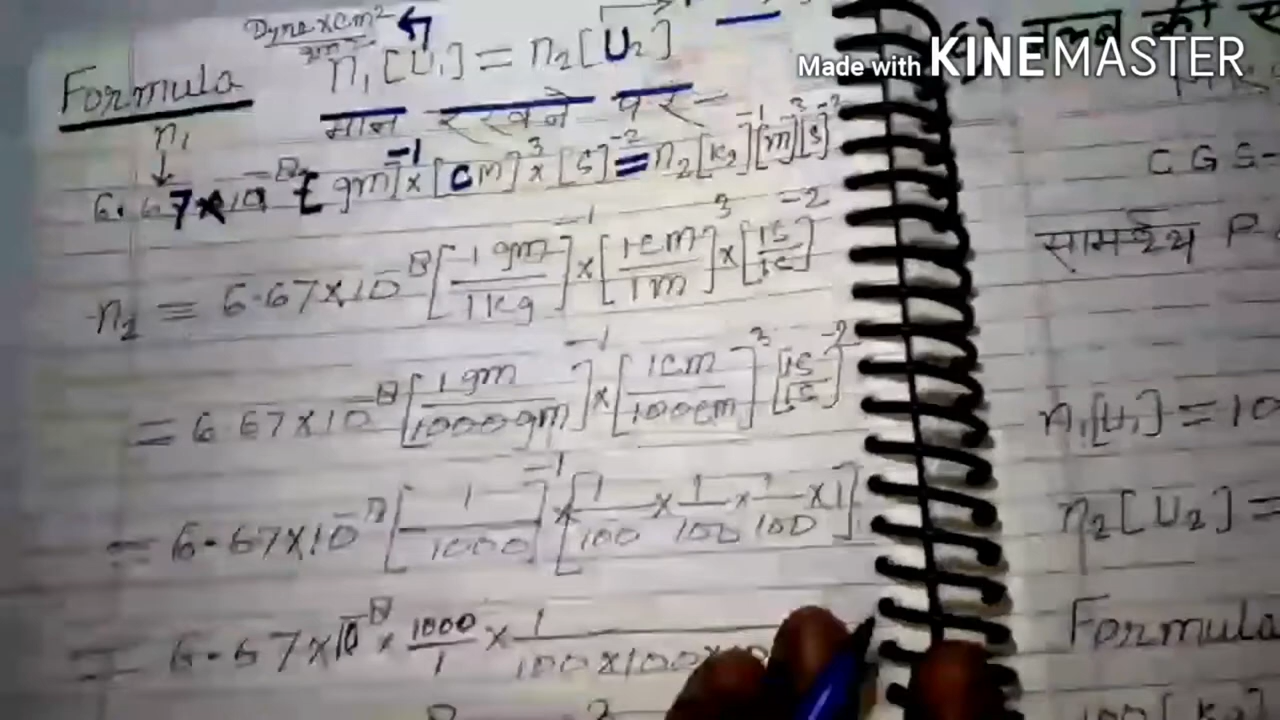 Dyne×cm²
gm²
Formula n₁[U₁] = n₂[U₂]
मान रखने पर–
n₁
↓
6.67×10⁻⁸[gm]⁻¹×[cm]³×[s]⁻² = n₂[k₂]⁻¹[m]³[s]⁻²
n₂ = 6.67×10⁻⁸[1gm/1kg]⁻¹×[1cm/1m]³×[1s/1s]⁻²
= 6.67×10⁻⁸[1gm/1000gm]⁻¹×[1cm/100cm]³[1s/1s]⁻²
= 6.67×10⁻⁸[1/1000]⁻¹×[1/100×1/100×1/100×1]
= 6.67×10⁻⁸×1000/1×1/100×100×10
Made with KINEMASTER
की
CGS-
सामर्थ्य P
n₁[U₁] = 10
n₂[U₂] =
Formula
100[k₂]